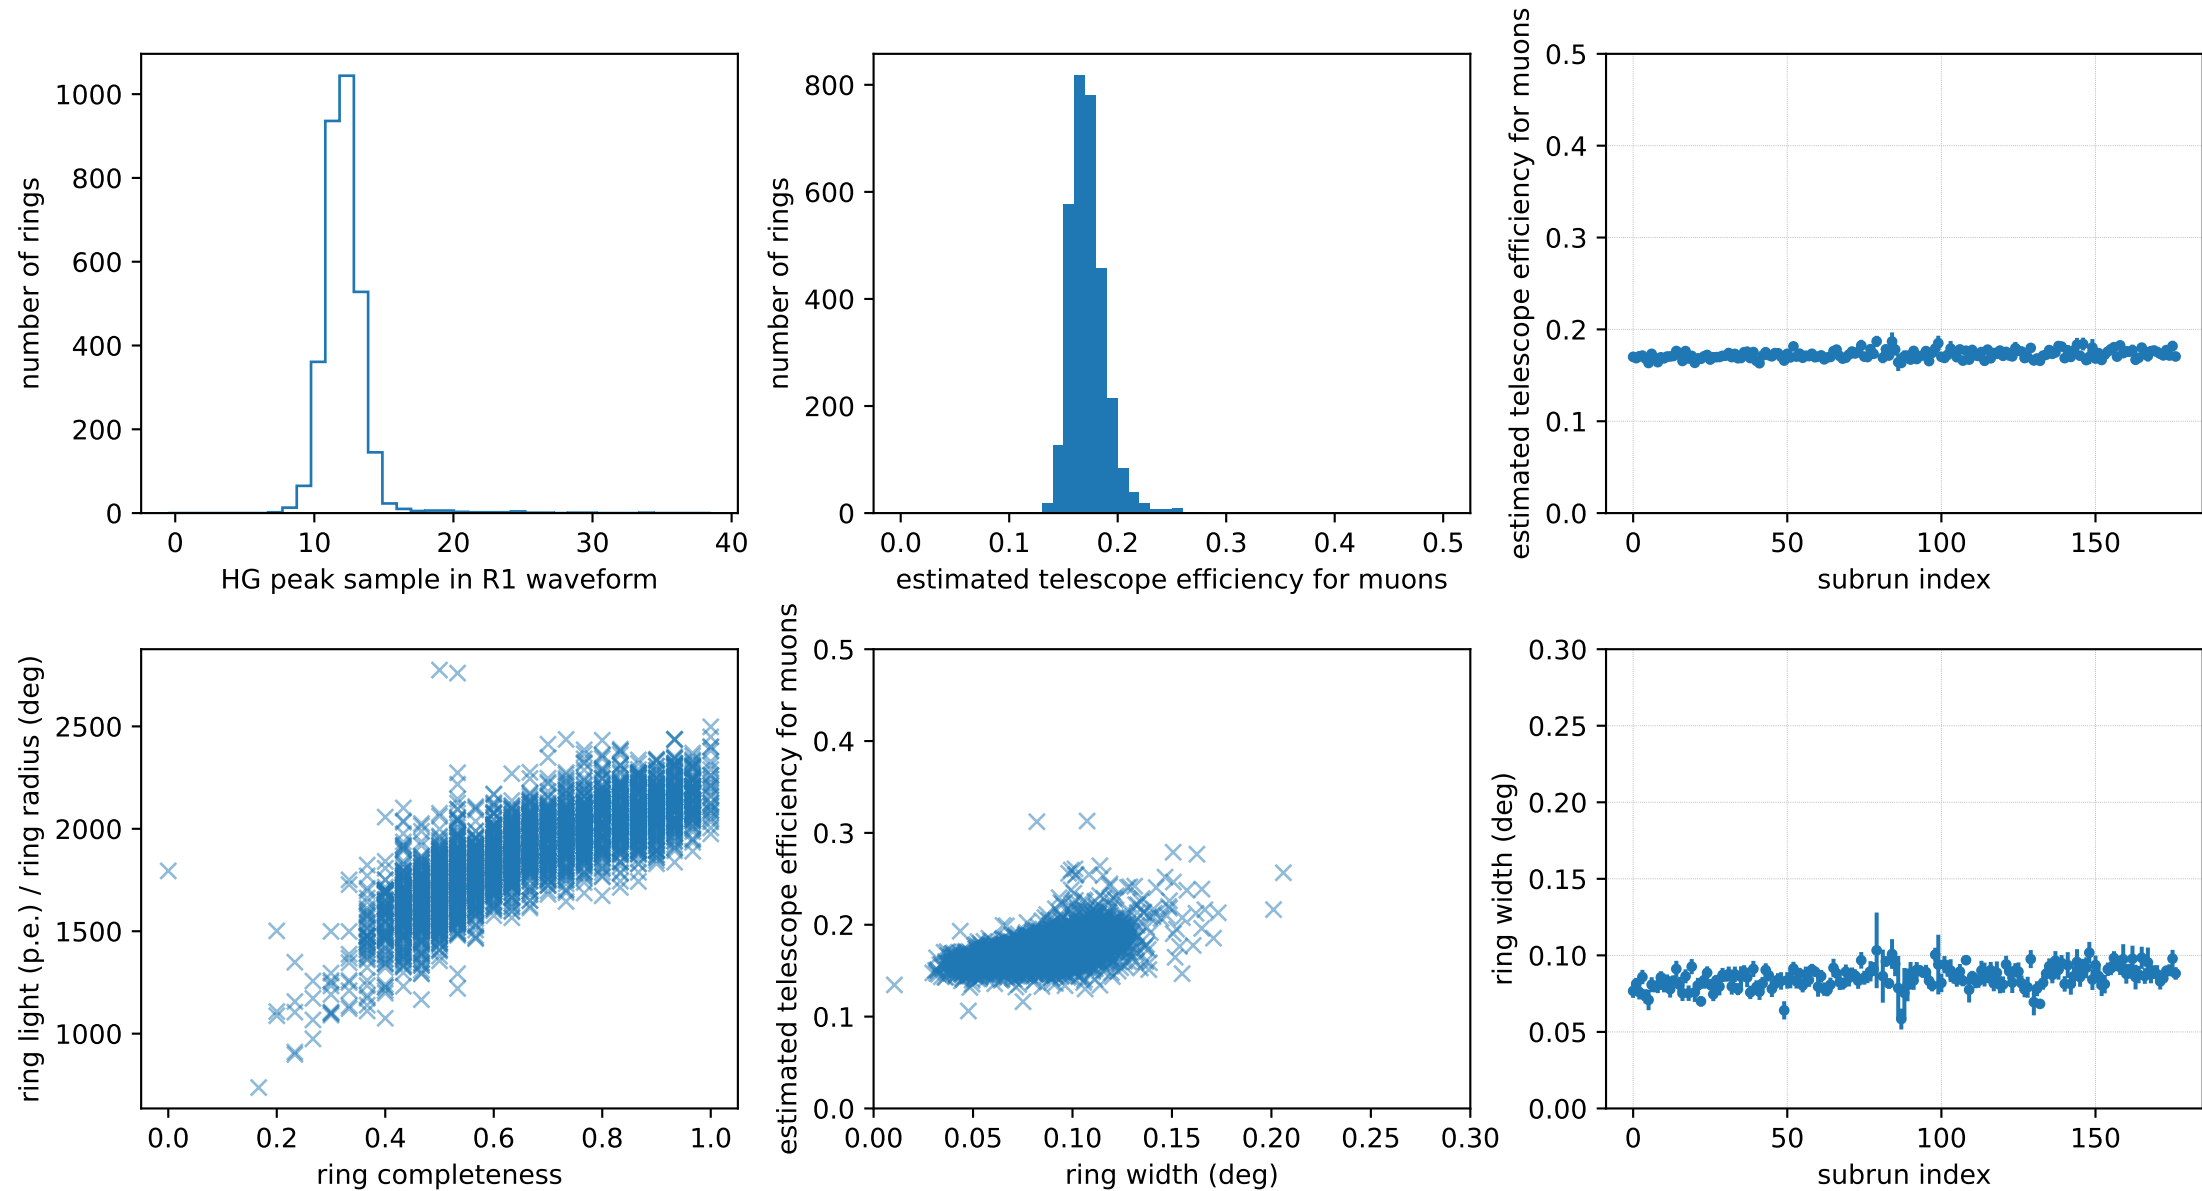 number of rings
1000
800
600
400
200
0
0 10 20 30 40
HG peak sample in R1 waveform
number of rings
800
600
400
200
0
0.0 0.1 0.2 0.3 0.4 0.5
estimated telescope efficiency for muons
estimated telescope efficiency for muons
0.5
0.4
0.3
0.2
0.1
0.0
0 50 100 150
subrun index
ring light (p.e.) / ring radius (deg)
2500
2000
1500
1000
0.0 0.2 0.4 0.6 0.8 1.0
ring completeness
estimated telescope efficiency for muons
0.5
0.4
0.3
0.2
0.1
0.0
0.00 0.05 0.10 0.15 0.20 0.25 0.30
ring width (deg)
ring width (deg)
0.30
0.25
0.20
0.15
0.10
0.05
0.00
0 50 100 150
subrun index